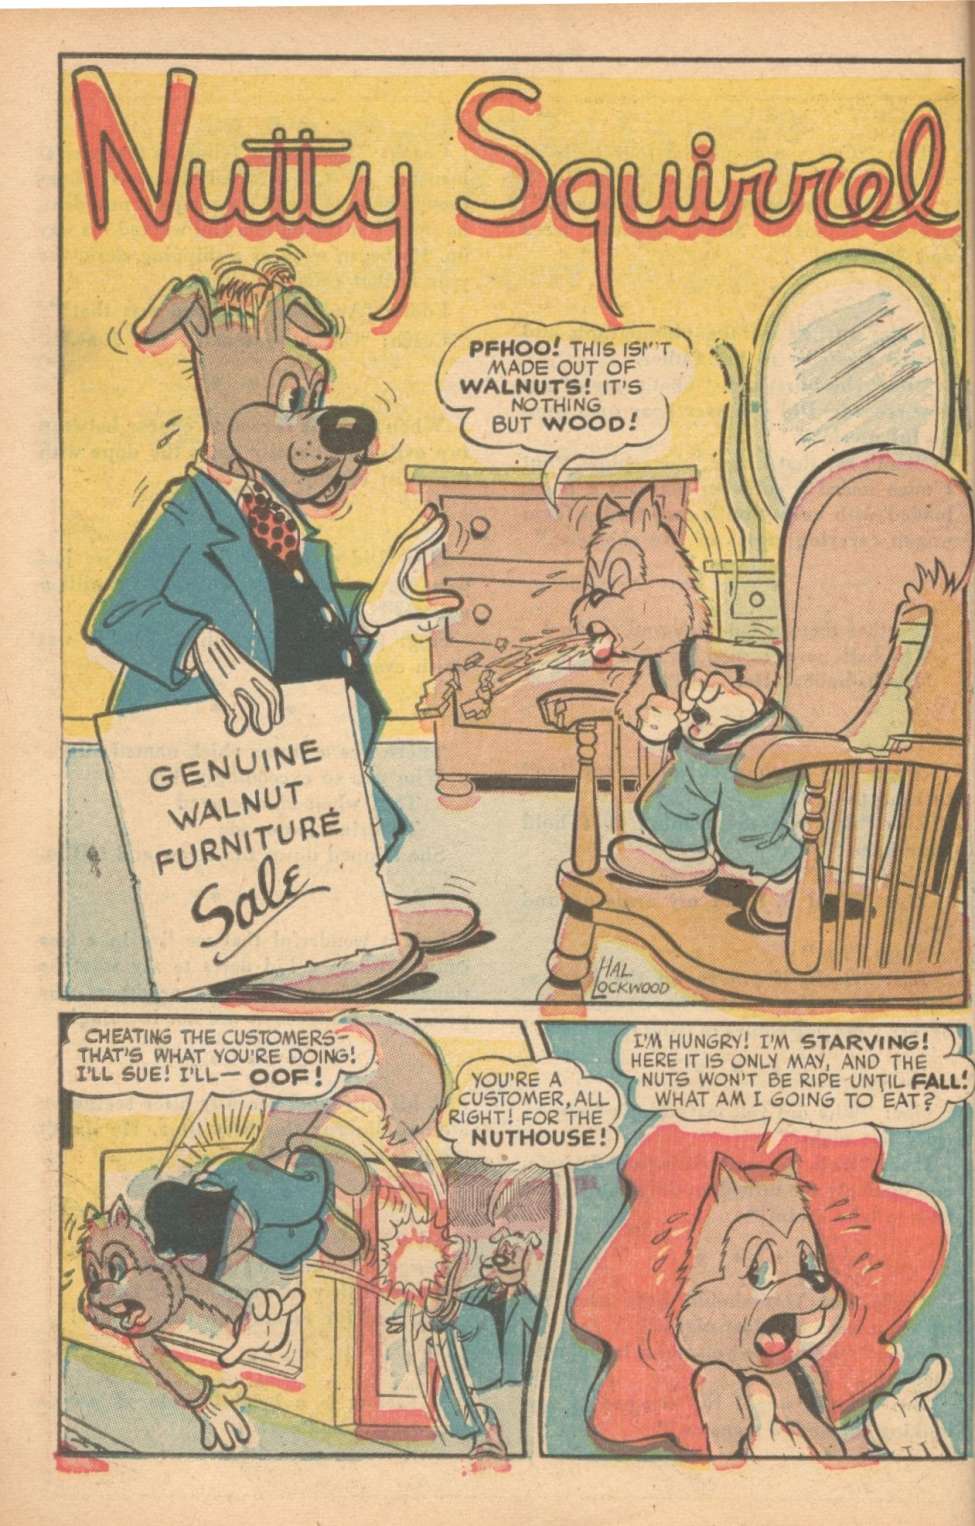 Nutty Squirrel
PFHOO! THIS ISN'T
MADE OUT OF
WALNUTS! IT'S
NOTHING
BUT WOOD!
GENUINE
WALNUT
FURNITURE
Sale
HAL
LOCKWOOD
CHEATING THE CUSTOMERS-
THAT'S WHAT YOU'RE DOING!
I'LL SUE! I'LL— OOF!
YOU'RE A
CUSTOMER, ALL
RIGHT! FOR THE
NUTHOUSE!
I'M HUNGRY! I'M STARVING!
HERE IT IS ONLY MAY, AND THE
NUTS WON'T BE RIPE UNTIL FALL!
WHAT AM I GOING TO EAT?